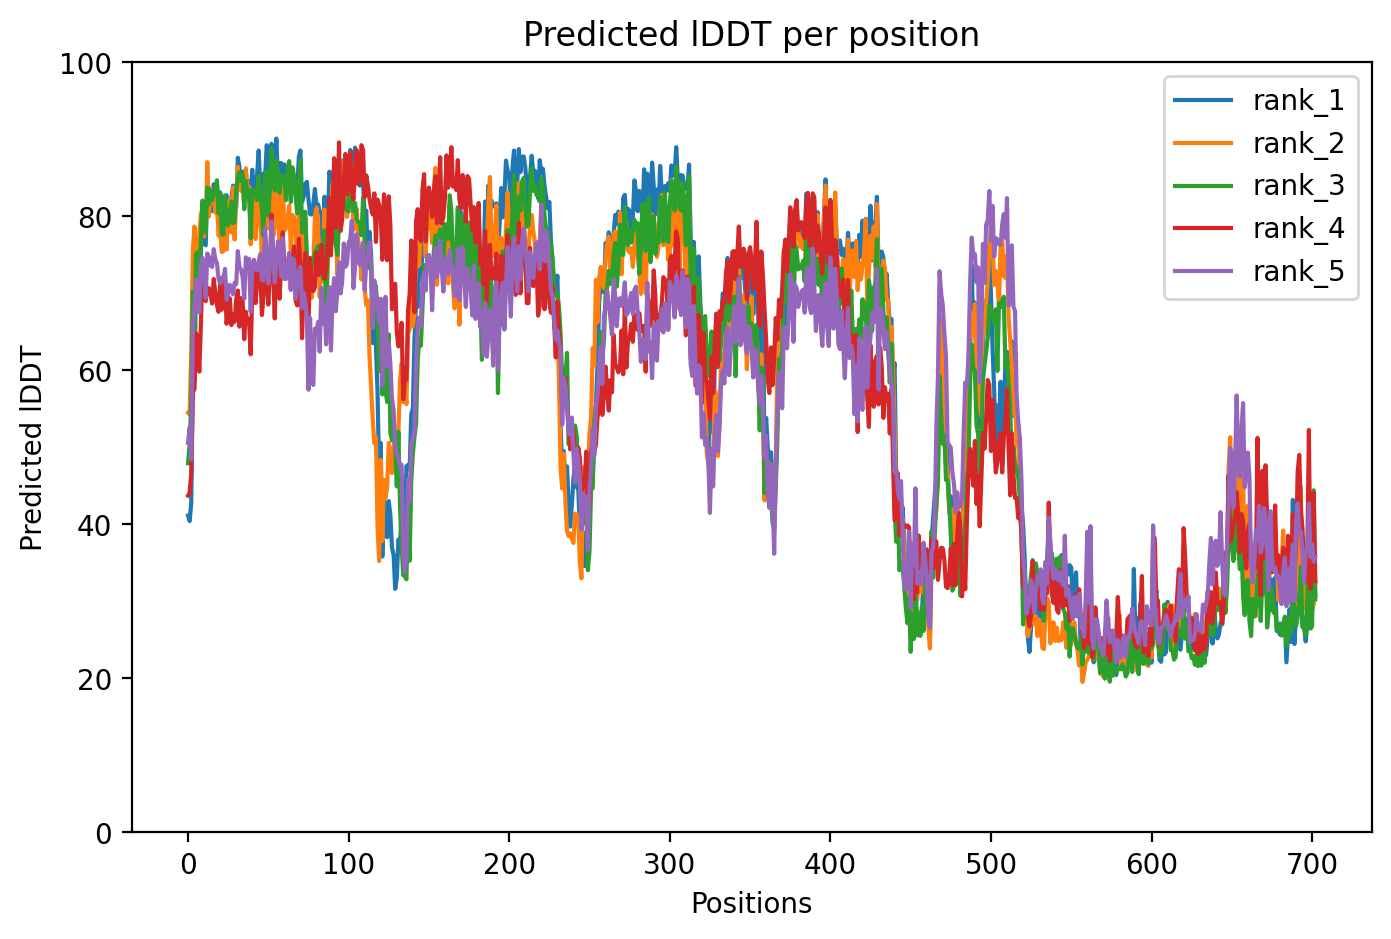 Predicted lDDT per position
100
80
60
40
20
0
Predicted lDDT
0 100 200 300 400 500 600 700
Positions
rank_1
rank_2
rank_3
rank_4
rank_5